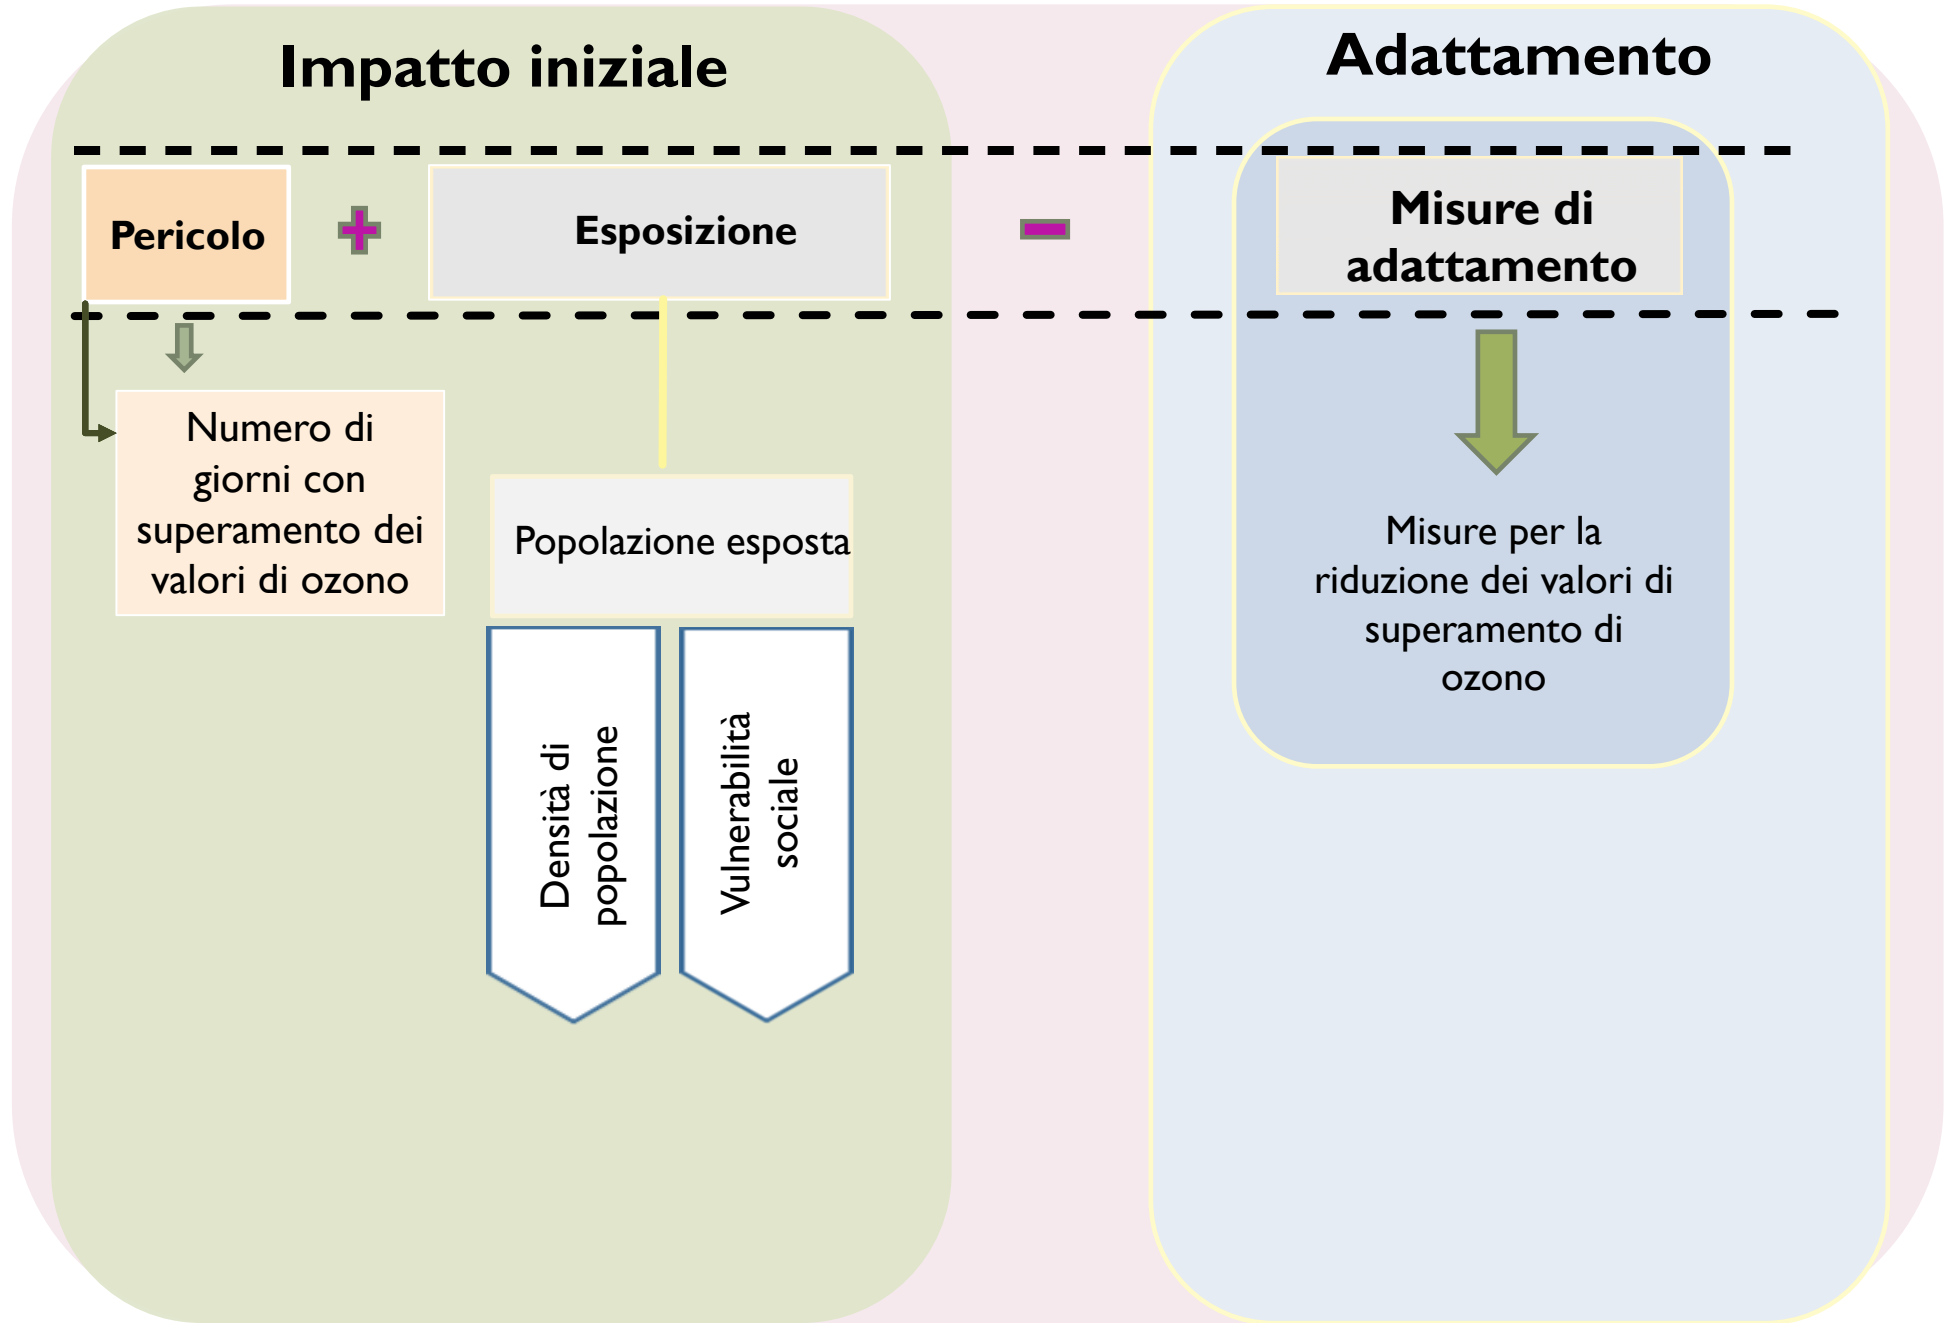 Impatto iniziale
Adattamento
Pericolo
Esposizione
Misure di
adattamento
Numero di
giorni con
superamento dei
valori di ozono
Popolazione esposta
Densità di
popolazione
Vulnerabilità
sociale
Misure per la
riduzione dei valori di
superamento di
ozono